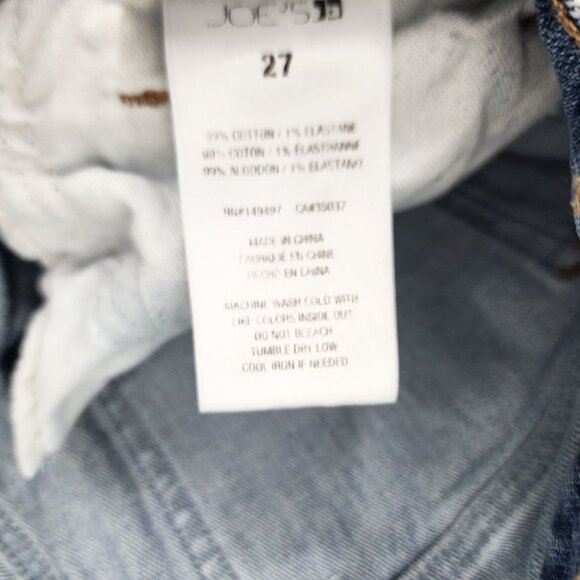 JOE'S
27
99% COTTON / 1% ELASTANE
99% COTON / 1% ELASTHANNE
99% ALGODON / 1% ELASTANO
RN#149497 CA#35037
MADE IN CHINA
FABRIQUE EN CHINE
HECHO EN CHINA
MACHINE WASH COLD WITH
LIKE COLORS INSIDE OUT
DO NOT BLEACH
TUMBLE DRY LOW
COOL IRON IF NEEDED